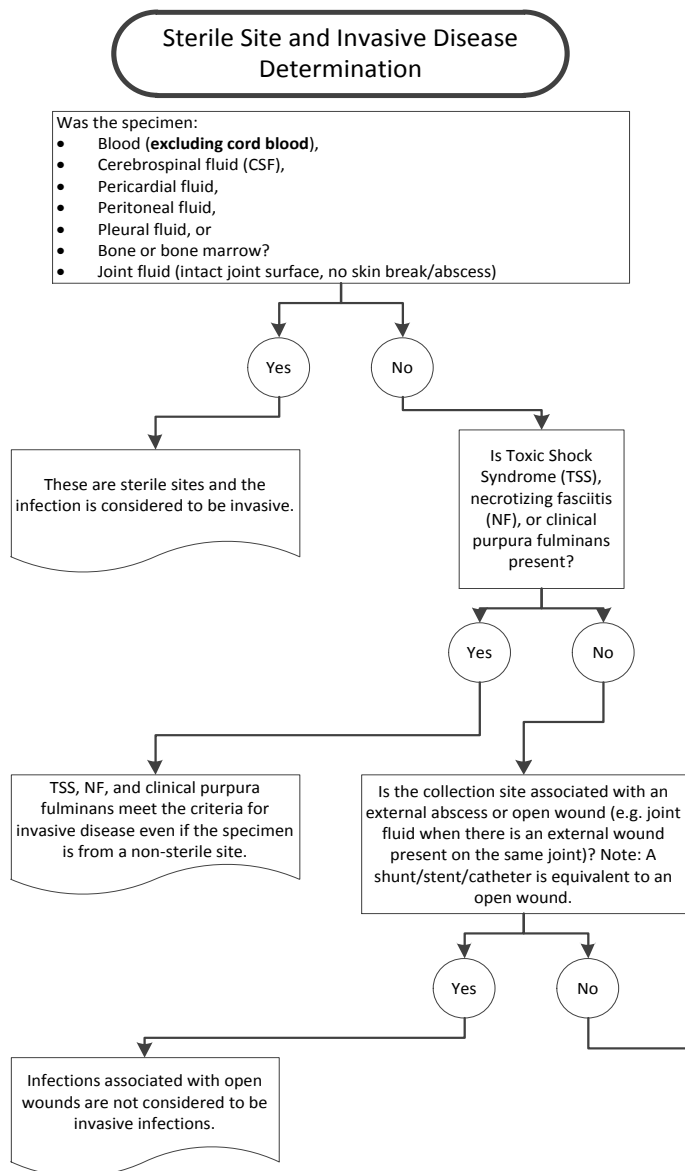 Sterile Site and Invasive Disease
Determination
Was the specimen:
• Blood (excluding cord blood),
• Cerebrospinal fluid (CSF),
• Pericardial fluid,
• Peritoneal fluid,
• Pleural fluid, or
• Bone or bone marrow?
• Joint fluid (intact joint surface, no skin break/abscess)
Yes
No
These are sterile sites and the
infection is considered to be invasive.
Is Toxic Shock
Syndrome (TSS),
necrotizing fasciitis
(NF), or clinical
purpura fulminans
present?
Yes
No
TSS, NF, and clinical purpura
fulminans meet the criteria for
invasive disease even if the specimen
is from a non-sterile site.
Is the collection site associated with an
external abscess or open wound (e.g. joint
fluid when there is an external wound
present on the same joint)? Note: A
shunt/stent/catheter is equivalent to an
open wound.
Yes
No
Infections associated with open
wounds are not considered to be
invasive infections.